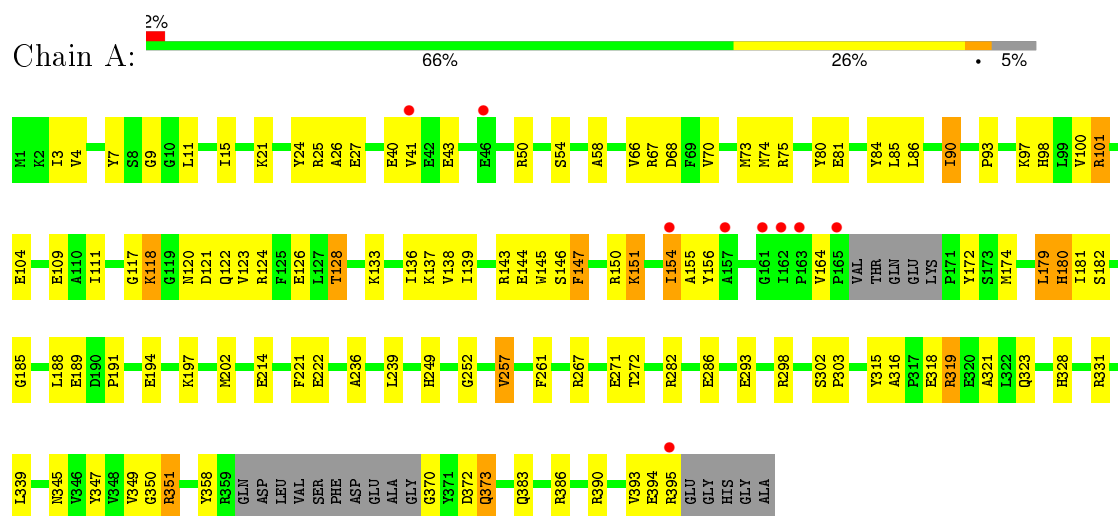 2%
Chain A:
66% 26% • 5%
M1 K2 I3 V4 Y7 S8 G9 G10 L11 I15 K21 Y24 R25 A26 E27 E40 V41 E42 E43 E46 R50 S54 A58 V66 R67 D68 F69 V70 M73 M74 R75 Y80 E81 Y84 L85 L86 I90 P93 K97 H98 L99 V100 R101
E104 E109 A110 I111 G117 K118 G119 N120 D121 Q122 V123 R124 F125 E126 L127 T128 K133 I136 K137 V138 I139 R143 E144 W145 S146 F147 R150 K151 I154 A155 Y156 A157 G161 I162 P163 V164 P165 VAL THR GLN GLU LYS P171 Y172 S173 M174 L179 H180 I181 S182
G185 L188 E189 D190 P191 E194 K197 M202 E214 F221 E222 A236 L239 H249 G252 V257 F261 R267 E271 T272 R282 E286 E293 R298 S302 P303 Y315 A316 P317 E318 R319 E320 A321 L322 Q323 H328 R331
L339 N345 V346 Y347 V348 V349 G350 R351 Y358 R359 GLN ASP LEU VAL SER PHE ASP GLU ALA GLY G370 Y371 D372 Q373 Q383 R386 R390 V393 E394 R395 GLU GLY HIS GLY ALA